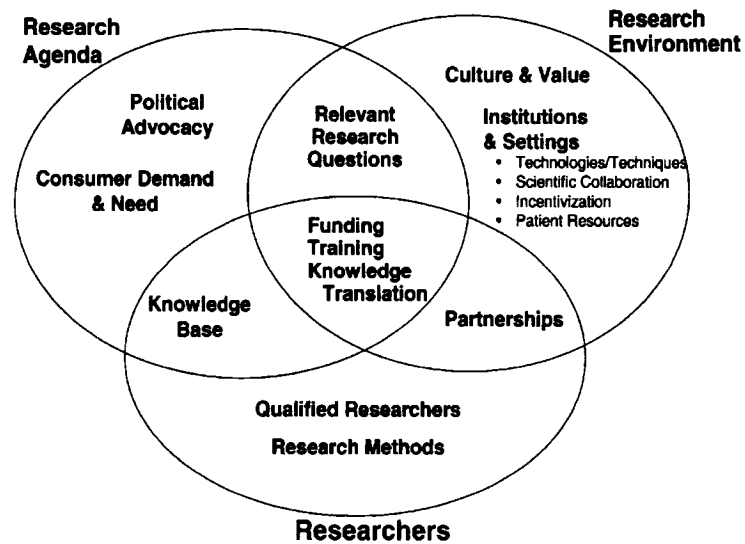 Research
Agenda
Research
Environment
Political
Advocacy
Consumer Demand
& Need
Relevant
Research
Questions
Culture & Value
Institutions
& Settings
• Technologies/Techniques
• Scientific Collaboration
• Incentivization
• Patient Resources
Funding
Training
Knowledge
Translation
Knowledge
Base
Partnerships
Qualified Researchers
Research Methods
Researchers